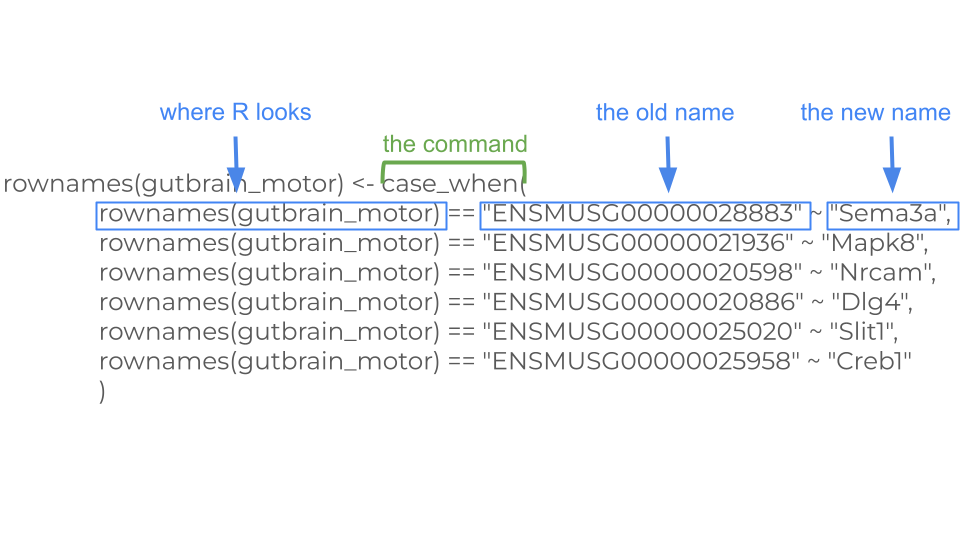 where R looks
the old name
the new name
the command
rownames(gutbrain_motor) <- case_when(
rownames(gutbrain_motor) == "ENSMUSG00000028883" ~ "Sema3a",
rownames(gutbrain_motor) == "ENSMUSG00000021936" ~ "Mapk8",
rownames(gutbrain_motor) == "ENSMUSG00000020598" ~ "Nrcam",
rownames(gutbrain_motor) == "ENSMUSG00000020886" ~ "Dlg4",
rownames(gutbrain_motor) == "ENSMUSG00000025020" ~ "Slit1",
rownames(gutbrain_motor) == "ENSMUSG00000025958" ~ "Creb1"
)